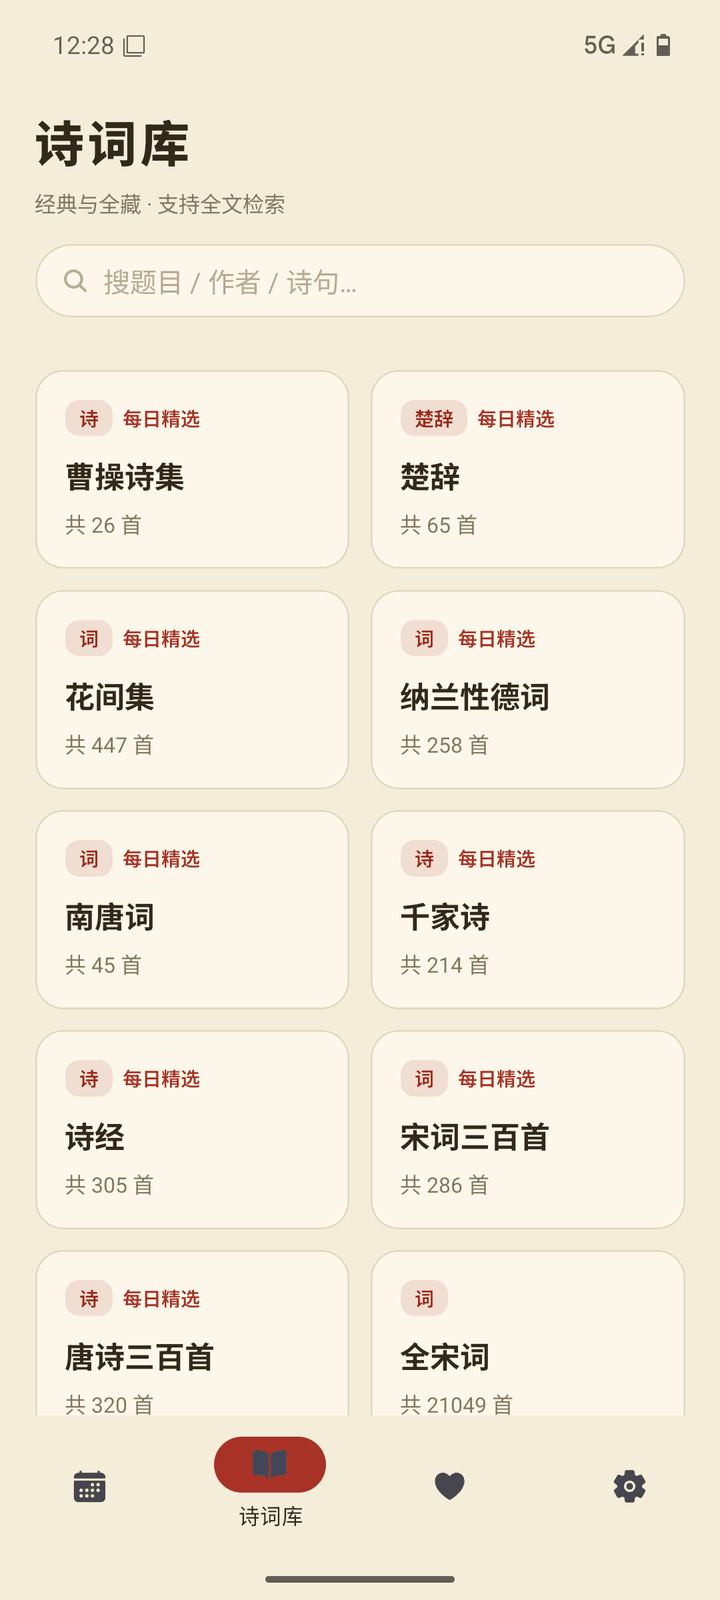 12:28
5G
诗词库
经典与全藏 · 支持全文检索
搜题目 / 作者 / 诗句...
诗 每日精选
曹操诗集
共 26 首
楚辞 每日精选
楚辞
共 65 首
词 每日精选
花间集
共 447 首
词 每日精选
纳兰性德词
共 258 首
词 每日精选
南唐词
共 45 首
诗 每日精选
千家诗
共 214 首
诗 每日精选
诗经
共 305 首
词 每日精选
宋词三百首
共 286 首
诗 每日精选
唐诗三百首
共 320 首
词
全宋词
共 21049 首
诗词库